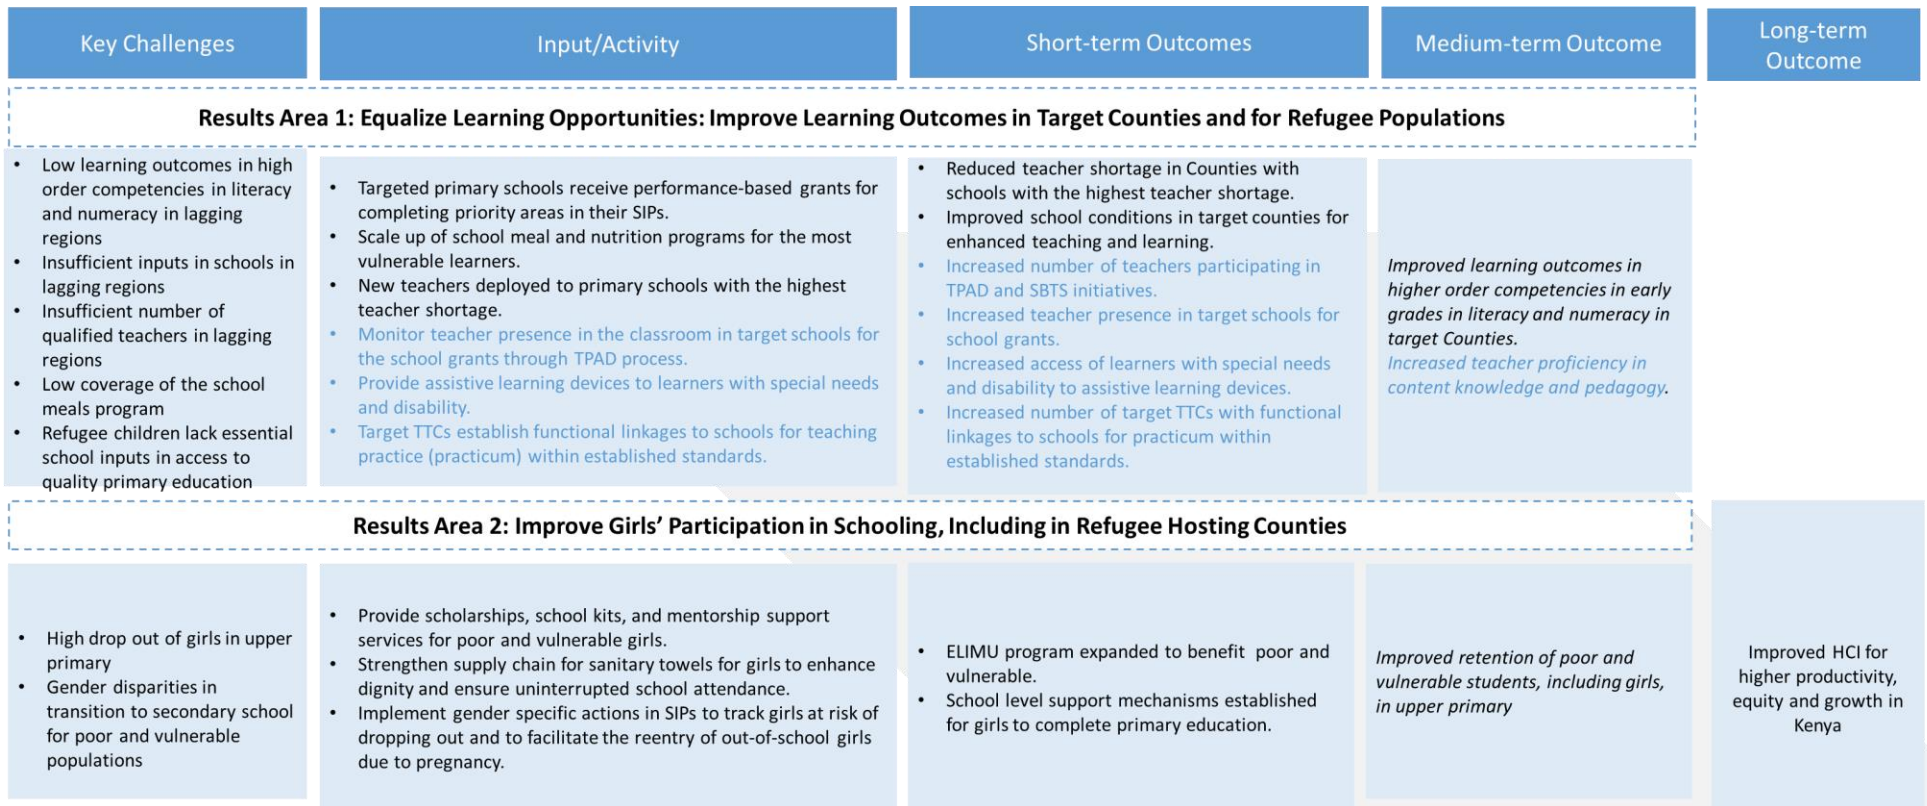 Key Challenges
Input/Activity
Short-term Outcomes
Medium-term Outcome
Long-term
Outcome
Results Area 1: Equalize Learning Opportunities: Improve Learning Outcomes in Target Counties and for Refugee Populations
• Low learning outcomes in high
order competencies in literacy
and numeracy in lagging
regions
• Insufficient inputs in schools in
lagging regions
• Insufficient number of
qualified teachers in lagging
regions
• Low coverage of the school
meals program
• Refugee children lack essential
school inputs in access to
quality primary education
• Targeted primary schools receive performance-based grants for
completing priority areas in their SIPs.
• Scale up of school meal and nutrition programs for the most
vulnerable learners.
• New teachers deployed to primary schools with the highest
teacher shortage.
• Monitor teacher presence in the classroom in target schools for
the school grants through TPAD process.
• Provide assistive learning devices to learners with special needs
and disability.
• Target TTCs establish functional linkages to schools for teaching
practice (practicum) within established standards.
• Reduced teacher shortage in Counties with
schools with the highest teacher shortage.
• Improved school conditions in target counties for
enhanced teaching and learning.
• Increased number of teachers participating in
TPAD and SBTS initiatives.
• Increased teacher presence in target schools for
school grants.
• Increased access of learners with special needs
and disability to assistive learning devices.
• Increased number of target TTCs with functional
linkages to schools for practicum within
established standards.
Improved learning outcomes in
higher order competencies in early
grades in literacy and numeracy in
target Counties.
Increased teacher proficiency in
content knowledge and pedagogy.
Results Area 2: Improve Girls’ Participation in Schooling, Including in Refugee Hosting Counties
• High drop out of girls in upper
primary
• Gender disparities in
transition to secondary school
for poor and vulnerable
populations
• Provide scholarships, school kits, and mentorship support
services for poor and vulnerable girls.
• Strengthen supply chain for sanitary towels for girls to enhance
dignity and ensure uninterrupted school attendance.
• Implement gender specific actions in SIPs to track girls at risk of
dropping out and to facilitate the reentry of out-of-school girls
due to pregnancy.
• ELIMU program expanded to benefit poor and
vulnerable.
• School level support mechanisms established
for girls to complete primary education.
Improved retention of poor and
vulnerable students, including girls,
in upper primary
Improved HCI for
higher productivity,
equity and growth in
Kenya